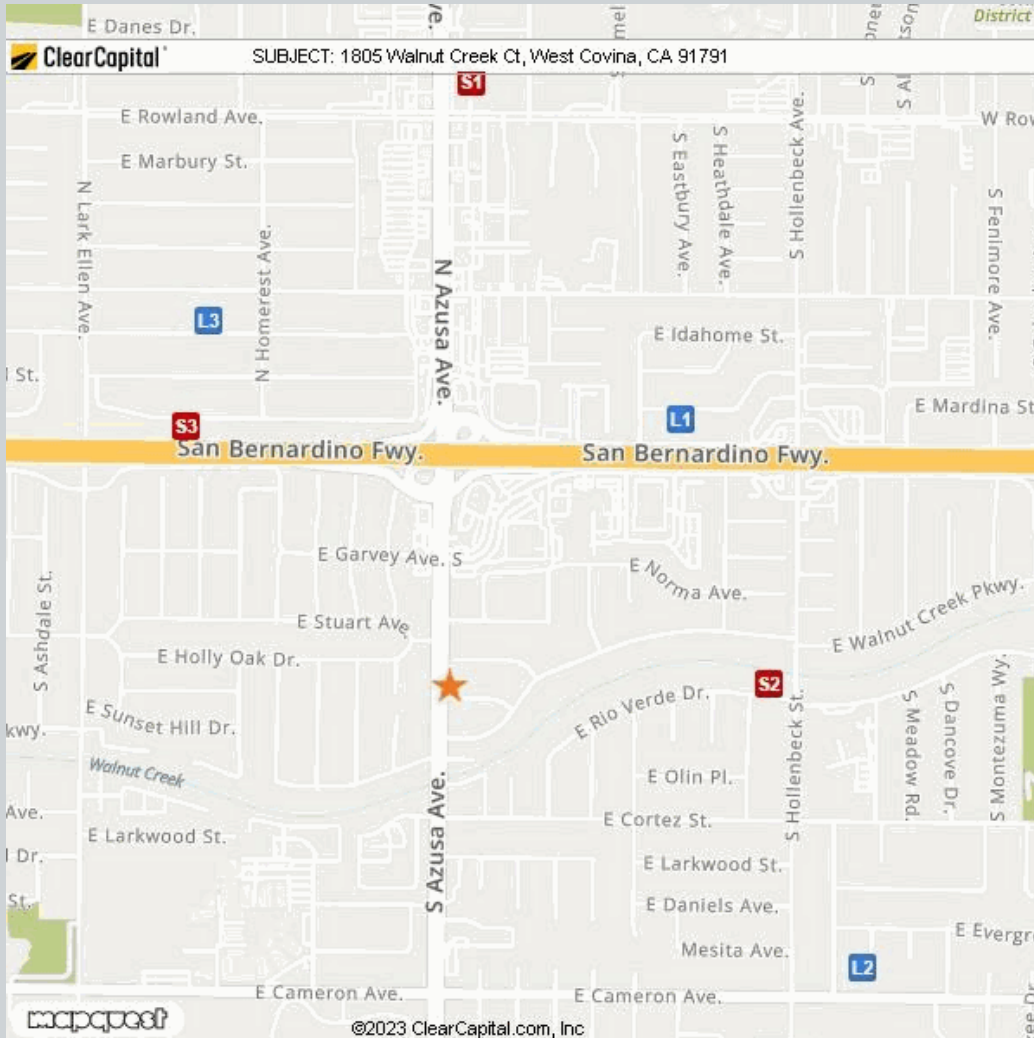 E Danes Dr.
District
ClearCapital
SUBJECT: 1805 Walnut Creek Ct, West Covina, CA 91791
S1
E Rowland Ave.
W Row
E Marbury St.
N Lark Ellen Ave.
N Homerest Ave.
N Azusa Ave.
S Eastbury Ave.
S Heathdale Ave.
S Hollenbeck Ave.
S Fenimore Ave.
L3
E Idahome St.
St.
L1
E Mardina St
S3
San Bernardino Fwy.
San Bernardino Fwy.
E Garvey Ave. S
E Norma Ave.
S Ashdale St.
E Stuart Ave
E Walnut Creek Pkwy.
E Holly Oak Dr.
S2
E Rio Verde Dr.
E Sunset Hill Dr.
kwy.
Walnut Creek
S Azusa Ave.
S Hollenbeck St.
S Meadow Rd.
S Dancove Dr.
S Montezuma Wy.
E Olin Pl.
Ave.
E Cortez St.
E Larkwood St.
Dr.
E Larkwood St.
St.
E Daniels Ave.
E Evergr
Mesita Ave.
L2
E Cameron Ave.
E Cameron Ave.
mapquest
©2023 ClearCapital.com, Inc